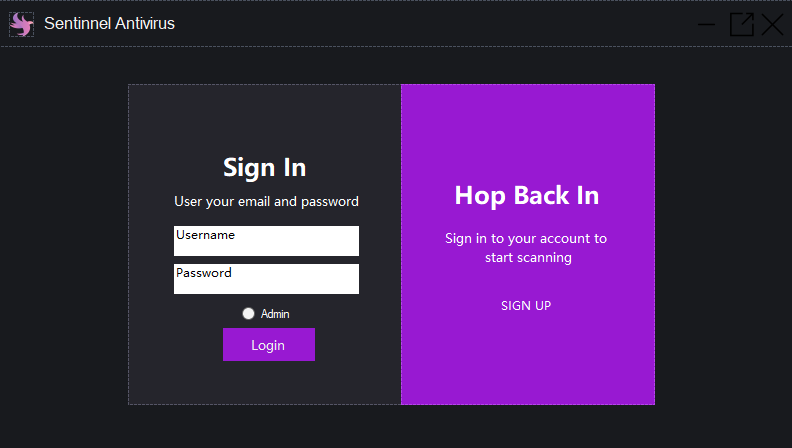 Sentinnel Antivirus
Sign In
User your email and password
Username
Password
Admin
Login
Hop Back In
Sign in to your account to
start scanning
SIGN UP